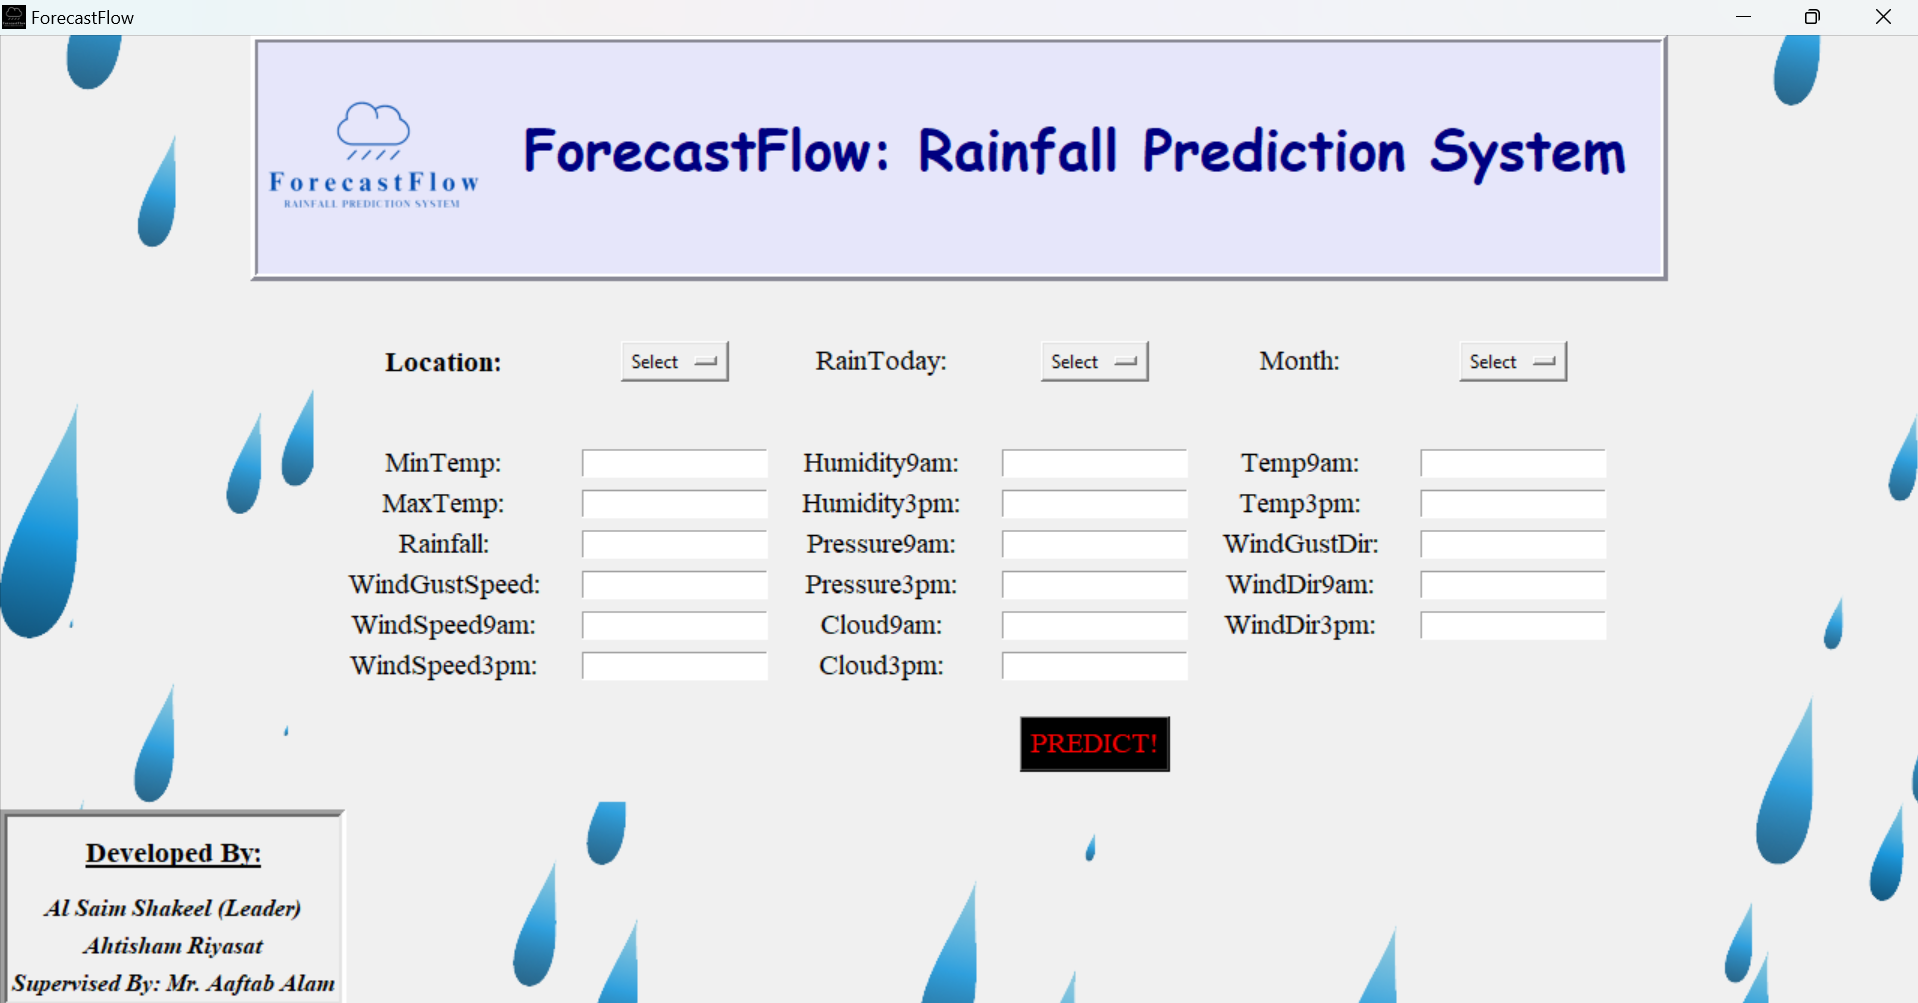 ForecastFlow
ForecastFlow
RAINFALL PREDICTION SYSTEM
ForecastFlow: Rainfall Prediction System
Location: Select RainToday: Select Month: Select
MinTemp: Humidity9am: Temp9am:
MaxTemp: Humidity3pm: Temp3pm:
Rainfall: Pressure9am: WindGustDir:
WindGustSpeed: Pressure3pm: WindDir9am:
WindSpeed9am: Cloud9am: WindDir3pm:
WindSpeed3pm: Cloud3pm:
PREDICT!
Developed By:
Al Saim Shakeel (Leader)
Ahtisham Riyasat
Supervised By: Mr. Aaftab Alam